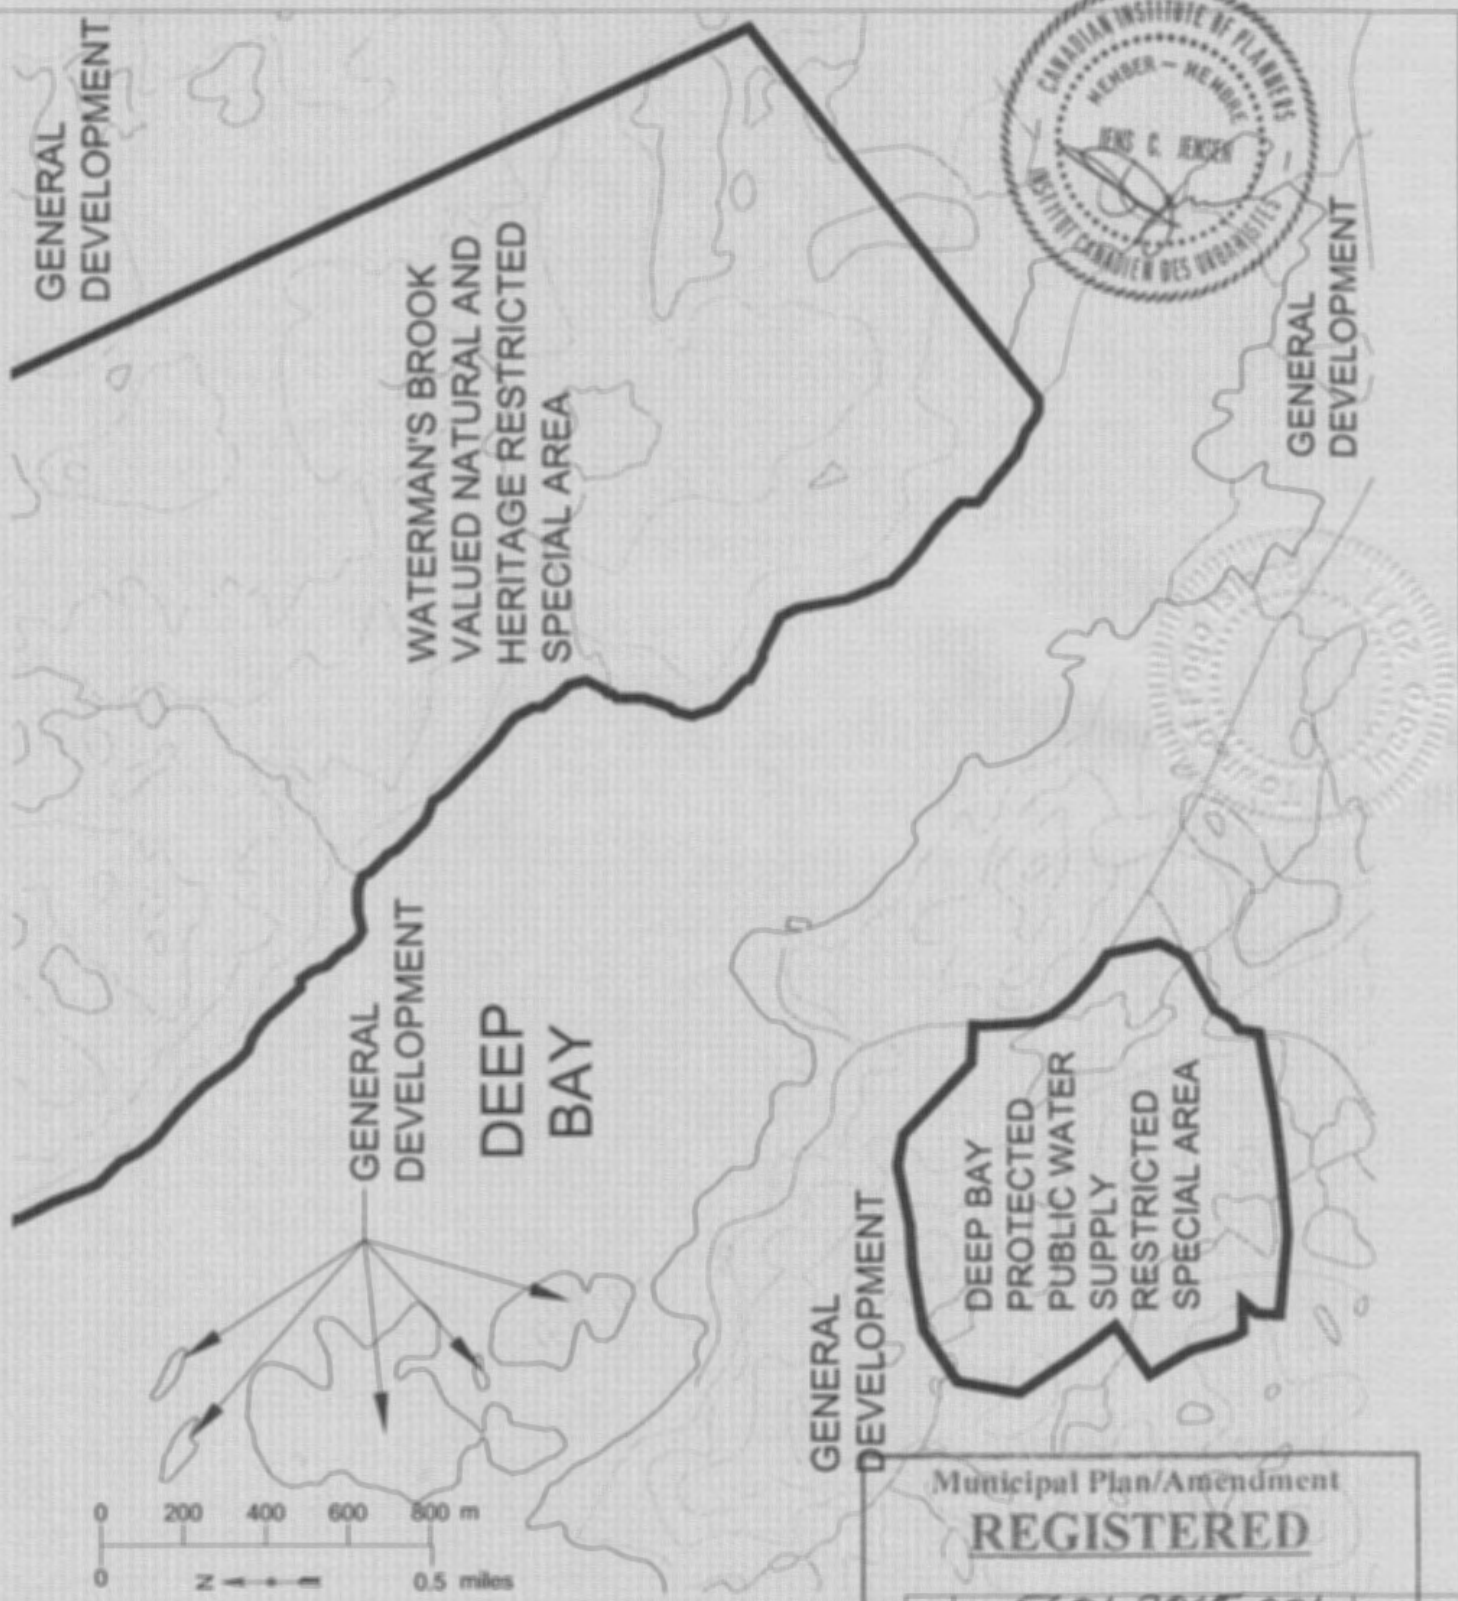 GENERAL
DEVELOPMENT
CANADIAN INSTITUTE OF PLANNERS
MEMBER - MEMBRE
JENS C. JENSEN
INSTITUT CANADIEN DES URBANISTES
WATERMAN'S BROOK
VALUED NATURAL AND
HERITAGE RESTRICTED
SPECIAL AREA
GENERAL
DEVELOPMENT
GENERAL
DEVELOPMENT
DEEP
BAY
DEEP BAY
PROTECTED
PUBLIC WATER
SUPPLY
RESTRICTED
SPECIAL AREA
GENERAL
DEVELOPMENT
0 200 400 600 800 m
0 0.5 miles
N
Municipal Plan/Amendment
REGISTERED